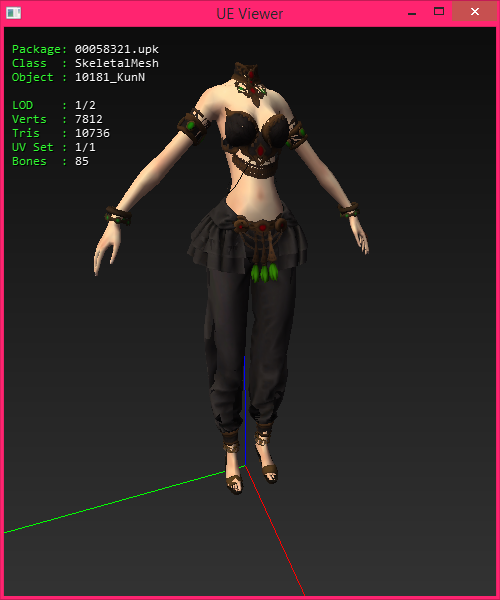 UE Viewer
Package: 00058321.upk
Class  : SkeletalMesh
Object : 10181_KunN
LOD    : 1/2
Verts  : 7812
Tris   : 10736
UV Set : 1/1
Bones  : 85